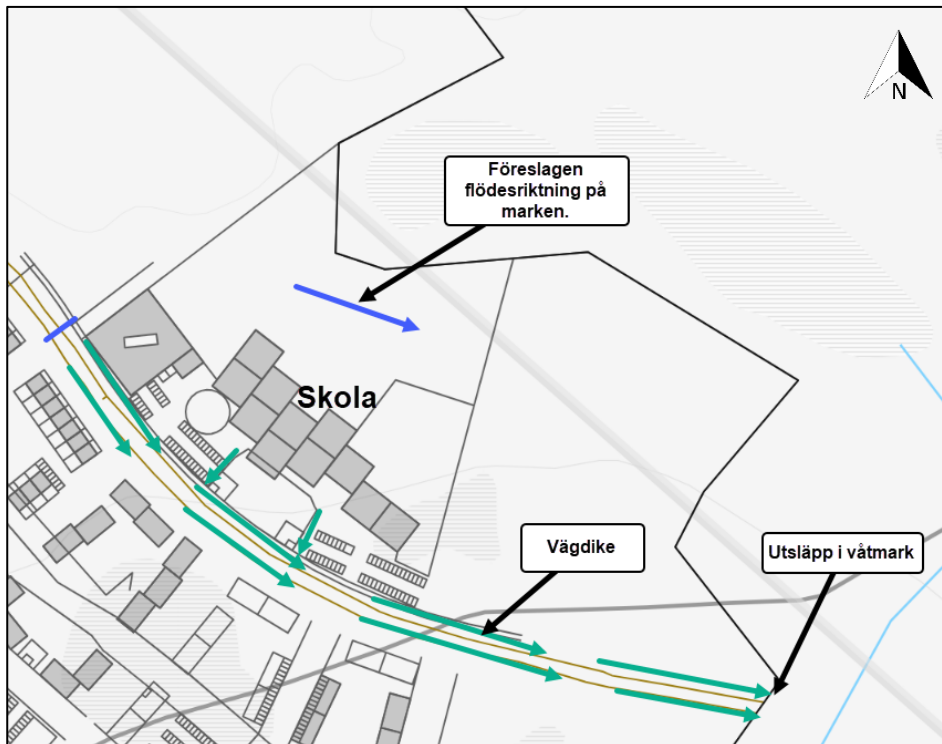 N
Föreslagen
flödesriktning på
marken.
Skola
Vägdike
Utsläpp i våtmark